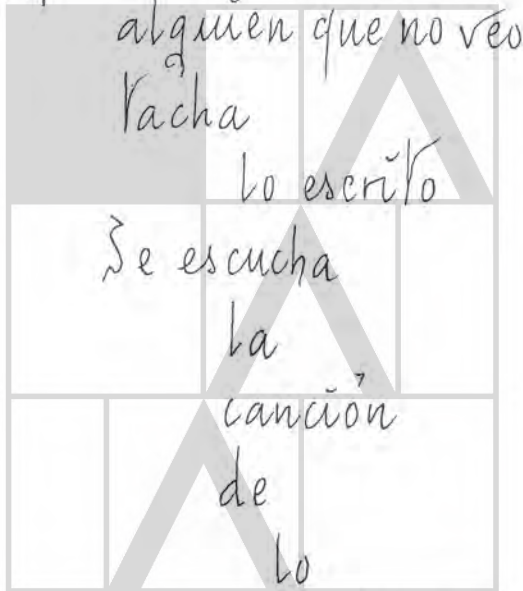 alguien que no veo
Tacha
lo escrito
Se escucha
la
canción
de
lo